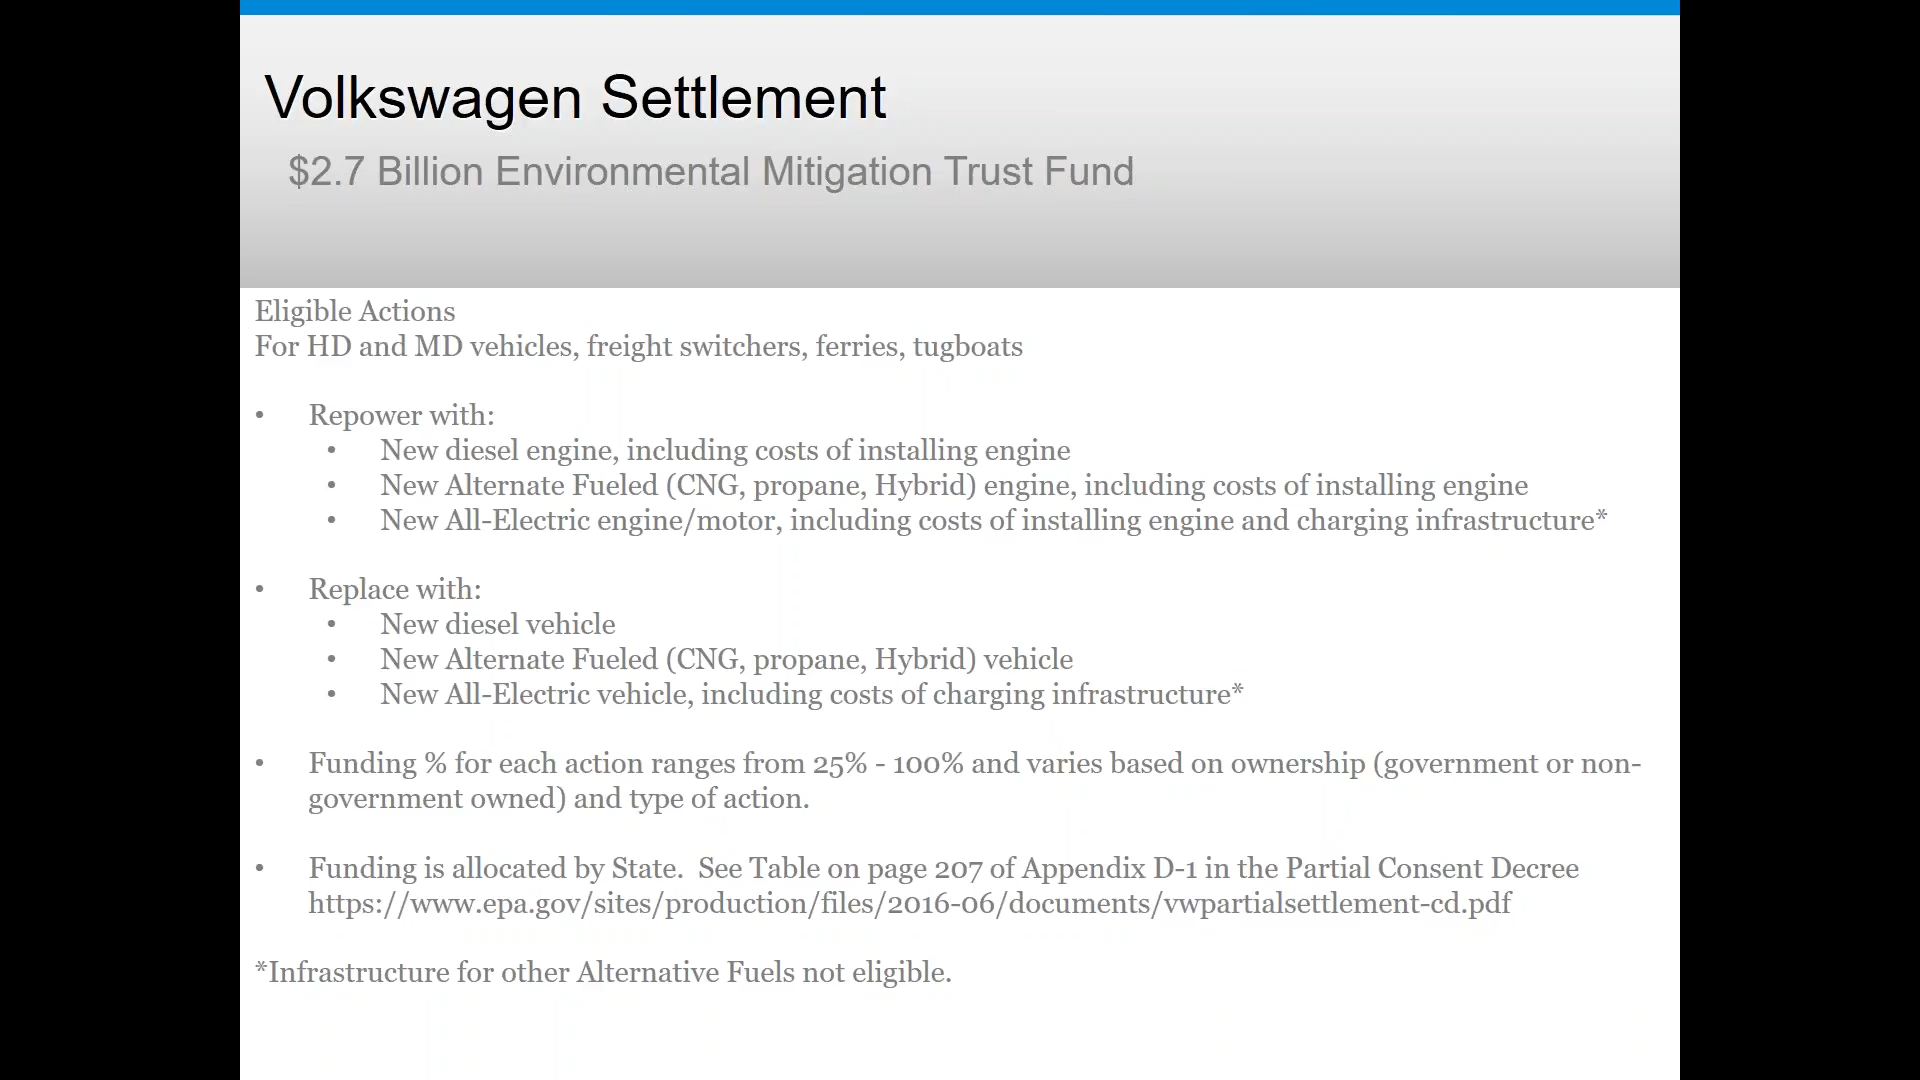 Volkswagen Settlement
$2.7 Billion Environmental Mitigation Trust Fund
Eligible Actions
For HD and MD vehicles, freight switchers, ferries, tugboats
• Repower with:
• New diesel engine, including costs of installing engine
• New Alternate Fueled (CNG, propane, Hybrid) engine, including costs of installing engine
• New All-Electric engine/motor, including costs of installing engine and charging infrastructure*
• Replace with:
• New diesel vehicle
• New Alternate Fueled (CNG, propane, Hybrid) vehicle
• New All-Electric vehicle, including costs of charging infrastructure*
• Funding % for each action ranges from 25% - 100% and varies based on ownership (government or non-
government owned) and type of action.
• Funding is allocated by State.  See Table on page 207 of Appendix D-1 in the Partial Consent Decree
https://www.epa.gov/sites/production/files/2016-06/documents/vwpartialsettlement-cd.pdf
*Infrastructure for other Alternative Fuels not eligible.